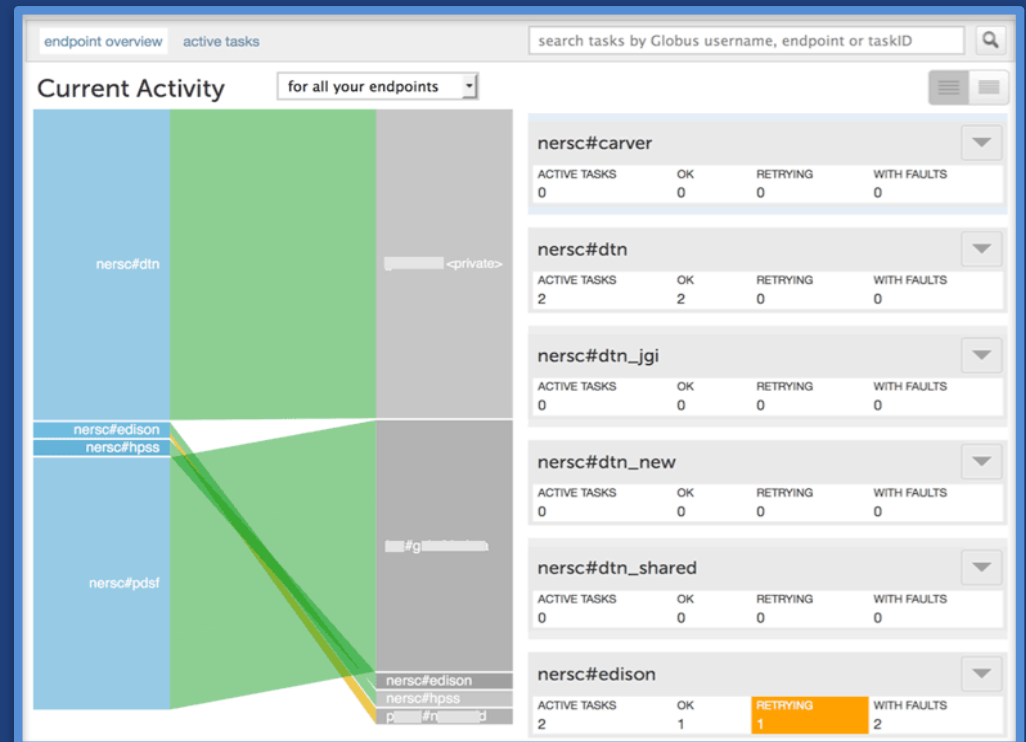 endpoint overview active tasks
search tasks by Globus username, endpoint or taskID
Current Activity
for all your endpoints
nersc#dtn
<private>
nersc#edison
nersc#hpss
nersc#pdsf
nersc#edison
nersc#hpss
nersc#carver
ACTIVE TASKS OK RETRYING WITH FAULTS
0 0 0 0
nersc#dtn
ACTIVE TASKS OK RETRYING WITH FAULTS
2 2 0 0
nersc#dtn_jgi
ACTIVE TASKS OK RETRYING WITH FAULTS
0 0 0 0
nersc#dtn_new
ACTIVE TASKS OK RETRYING WITH FAULTS
0 0 0 0
nersc#dtn_shared
ACTIVE TASKS OK RETRYING WITH FAULTS
0 0 0 0
nersc#edison
ACTIVE TASKS OK RETRYING WITH FAULTS
2 1 1 2